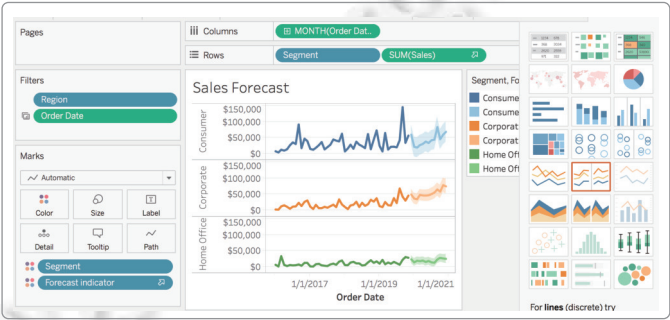 Pages
iii Columns
MONTH(Order Dat..
Rows
Segment
SUM(Sales)
Filters
Region
Order Date
Marks
Automatic
Color
Size
Label
Detail
Tooltip
Path
Segment
Forecast indicator
Sales Forecast
Consumer
$150,000
$100,000
$50,000
$0
Corporate
$150,000
$100,000
$50,000
$0
Home Office
$150,000
$100,000
$50,000
$0
1/1/2017
1/1/2019
1/1/2021
Order Date
Segment, Fo
Consume
Consume
Corporat
Corporat
Home Off
Home Of
For lines (discrete) try